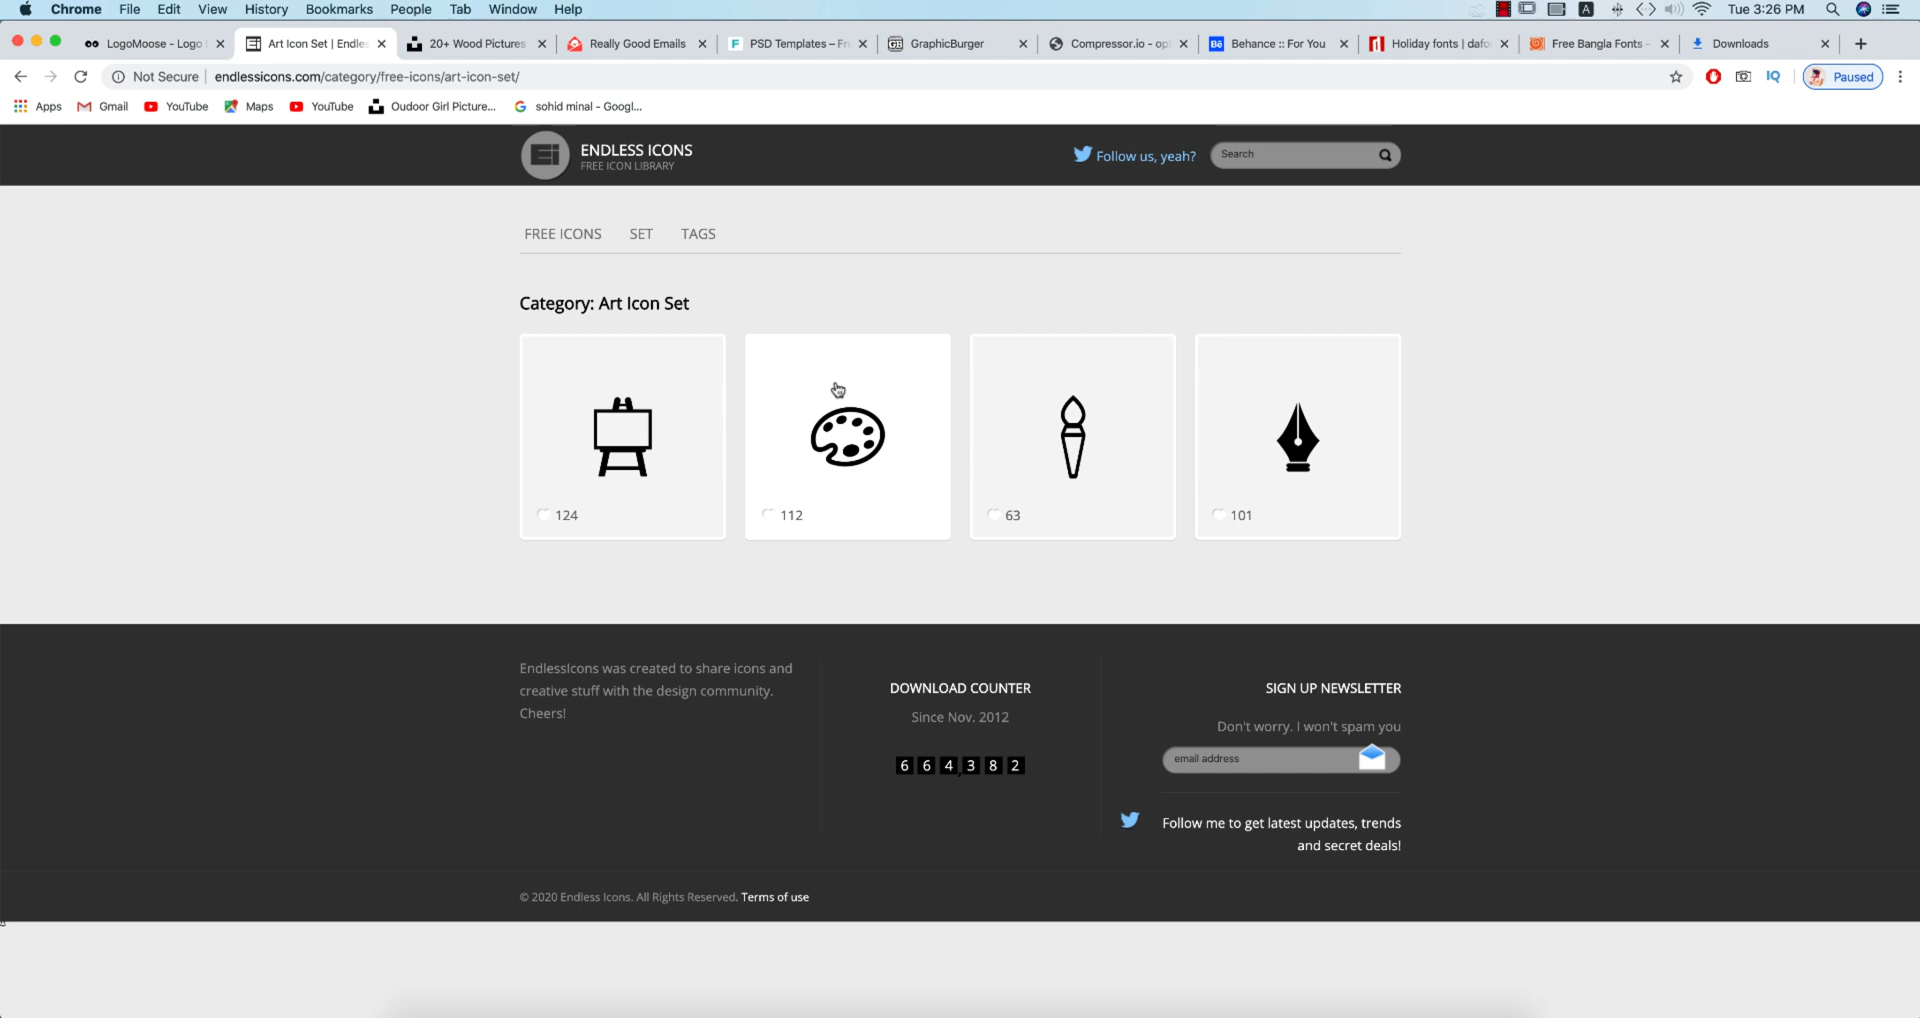 Chrome File Edit View History Bookmarks People Tab Window Help
A Tue 3:26 PM
LogoMoose - Logo
Art Icon Set | Endles
20+ Wood Pictures
Really Good Emails
PSD Templates – Fr
GraphicBurger
Compressor.io - op
Behance :: For You
Holiday fonts | dafo
Free Bangla Fonts -
Downloads
Not Secure endlessicons.com/category/free-icons/art-icon-set/
IQ Paused
Apps Gmail YouTube Maps YouTube Oudoor Girl Picture... sohid minal - Googl...
ENDLESS ICONS
FREE ICON LIBRARY
Follow us, yeah?
Search
FREE ICONS SET TAGS
Category: Art Icon Set
124 112 63 101
EndlessIcons was created to share icons and
creative stuff with the design community.
Cheers!
DOWNLOAD COUNTER
Since Nov. 2012
664,382
SIGN UP NEWSLETTER
Don't worry. I won't spam you
email address
Follow me to get latest updates, trends
and secret deals!
© 2020 Endless Icons. All Rights Reserved. Terms of use